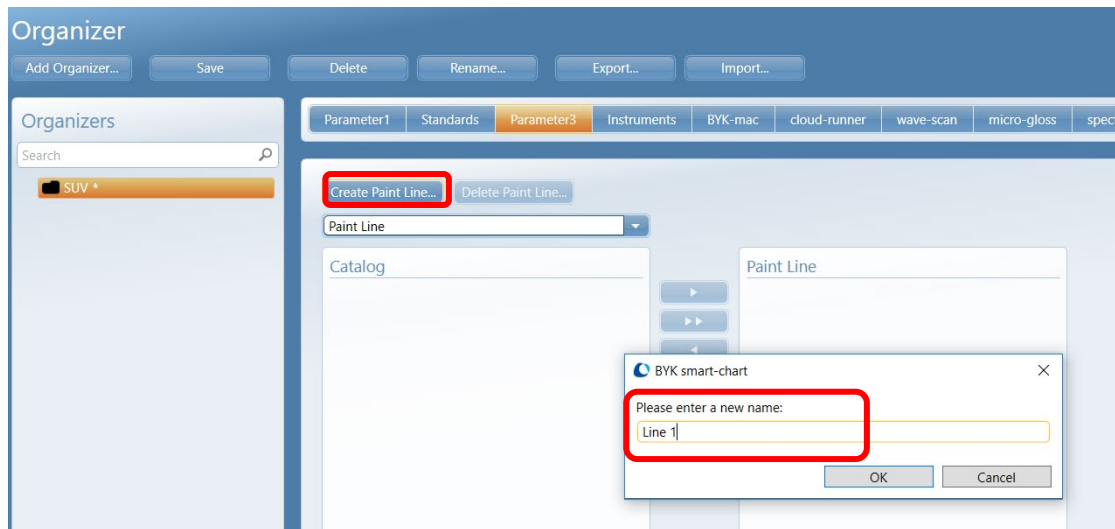 Organizer
Add Organizer... Save Delete Rename... Export... Import...
Organizers
Search
SUV *
Parameter1 Standards Parameter3 Instruments BYK-mac cloud-runner wave-scan micro-gloss spec
Create Paint Line... Delete Paint Line...
Paint Line
Catalog
Paint Line
BYK smart-chart
Please enter a new name:
Line 1
OK Cancel